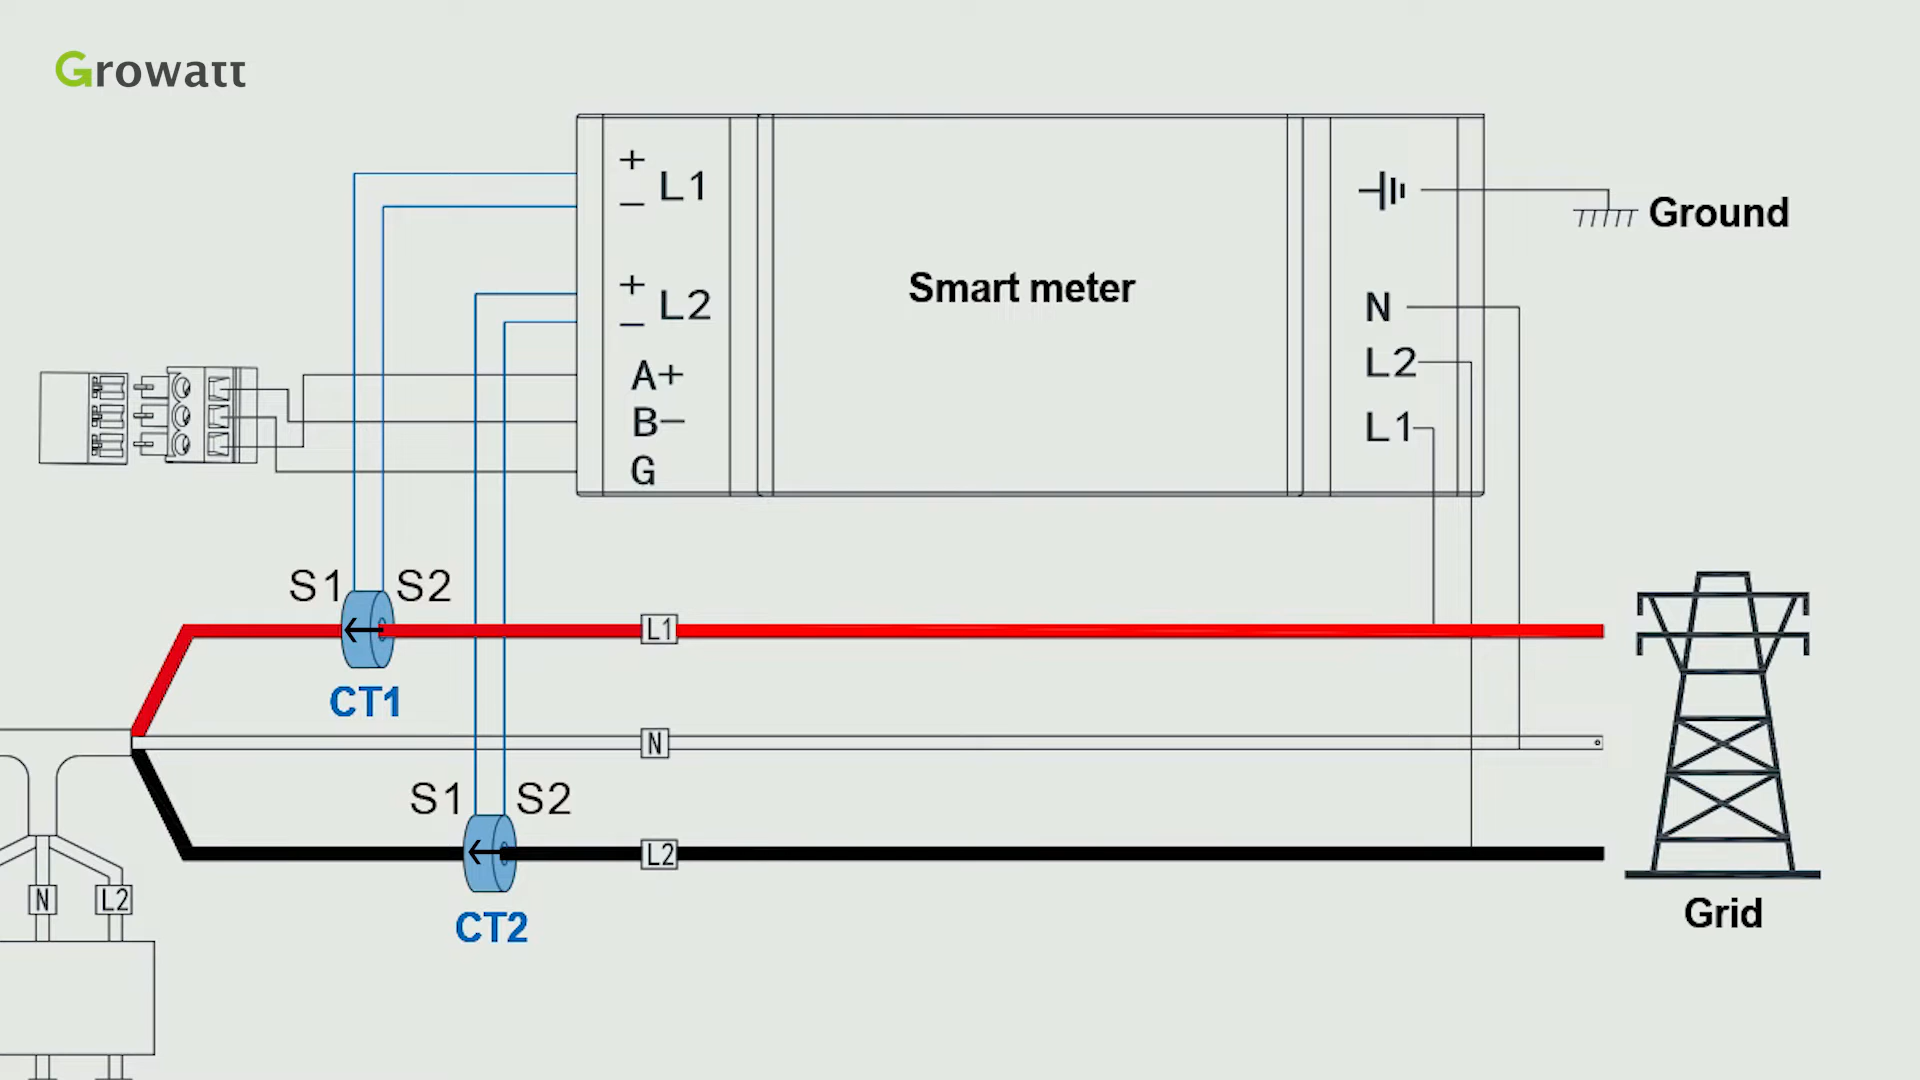 Growatt
+
L1
−
+
L2
−
A+
B−
G
Smart meter
Ground
N
L2
L1
S1 S2
L1
CT1
N
S1 S2
L2
CT2
N
L2
Grid